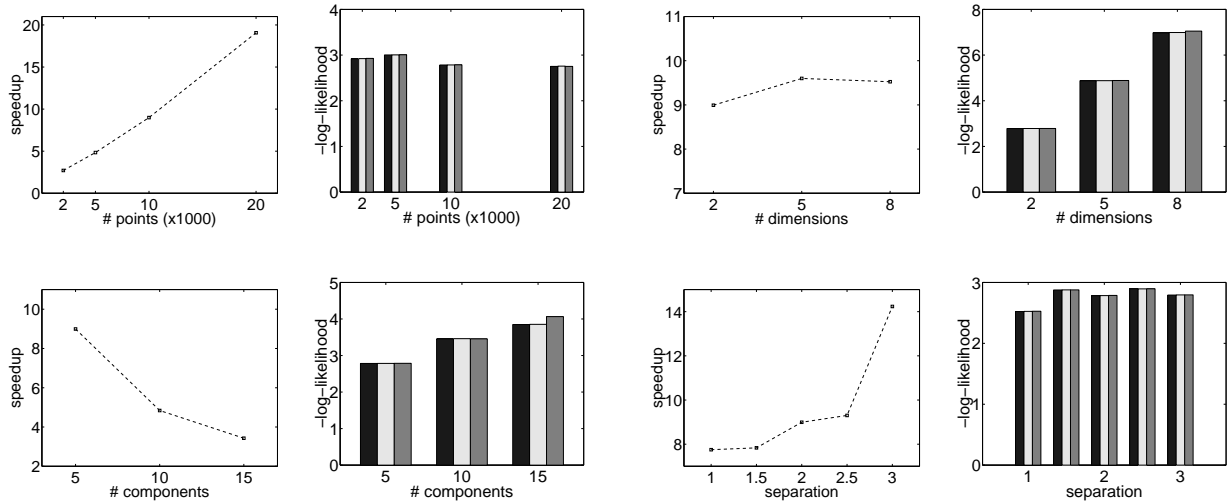 20
15
10
5
0
speedup
2 5 10 20
# points (x1000)
4
3
2
1
0
-log-likelihood
2 5 10 20
# points (x1000)
11
10
9
8
7
speedup
2 5 8
# dimensions
8
6
4
2
0
-log-likelihood
2 5 8
# dimensions
10
8
6
4
2
speedup
5 10 15
# components
5
4
3
2
1
0
-log-likelihood
5 10 15
# components
14
12
10
8
speedup
1 1.5 2 2.5 3
separation
3
2
1
0
-log-likelihood
1 2 3
separation